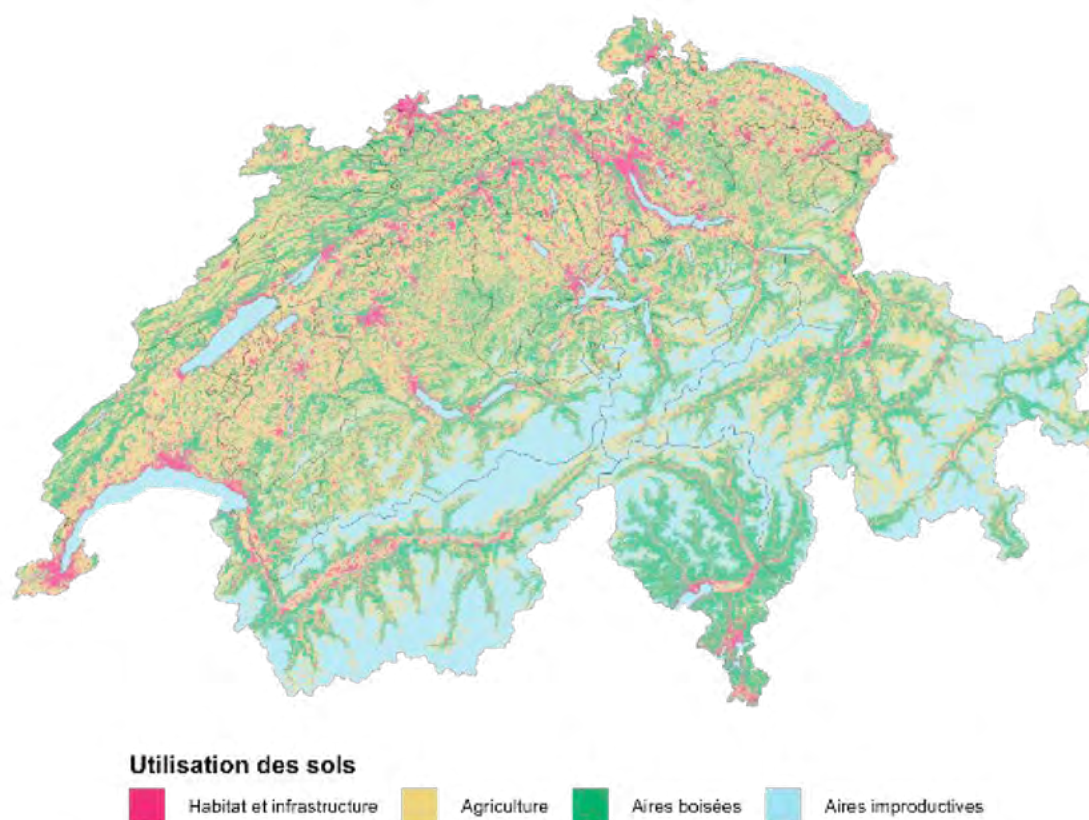 Utilisation des sols
Habitat et infrastructure Agriculture Aires boisées Aires improductives